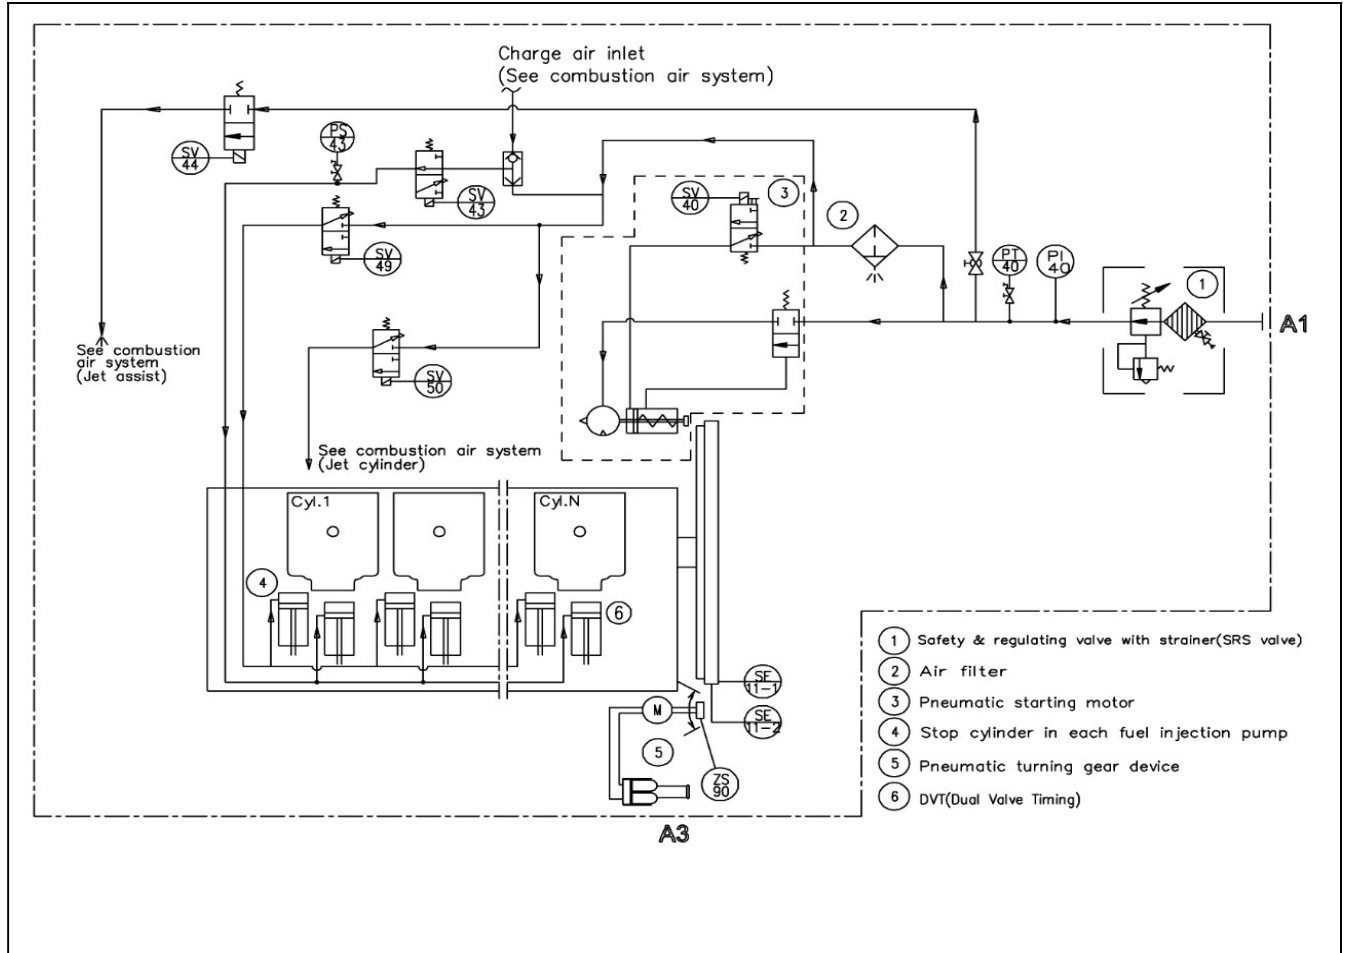 Charge air inlet
(See combustion air system)
SV
44
PS
43
SV
43
SV
40
3
2
SV
49
PT
40
PI
40
1
A1
See combustion
air system
(Jet assist)
SV
50
See combustion air system
(Jet cylinder)
Cyl.1
Cyl.N
4
6
SE
11-1
M
SE
11-2
5
ZS
90
A3
1 Safety & regulating valve with strainer(SRS valve)
2 Air filter
3 Pneumatic starting motor
4 Stop cylinder in each fuel injection pump
5 Pneumatic turning gear device
6 DVT(Dual Valve Timing)